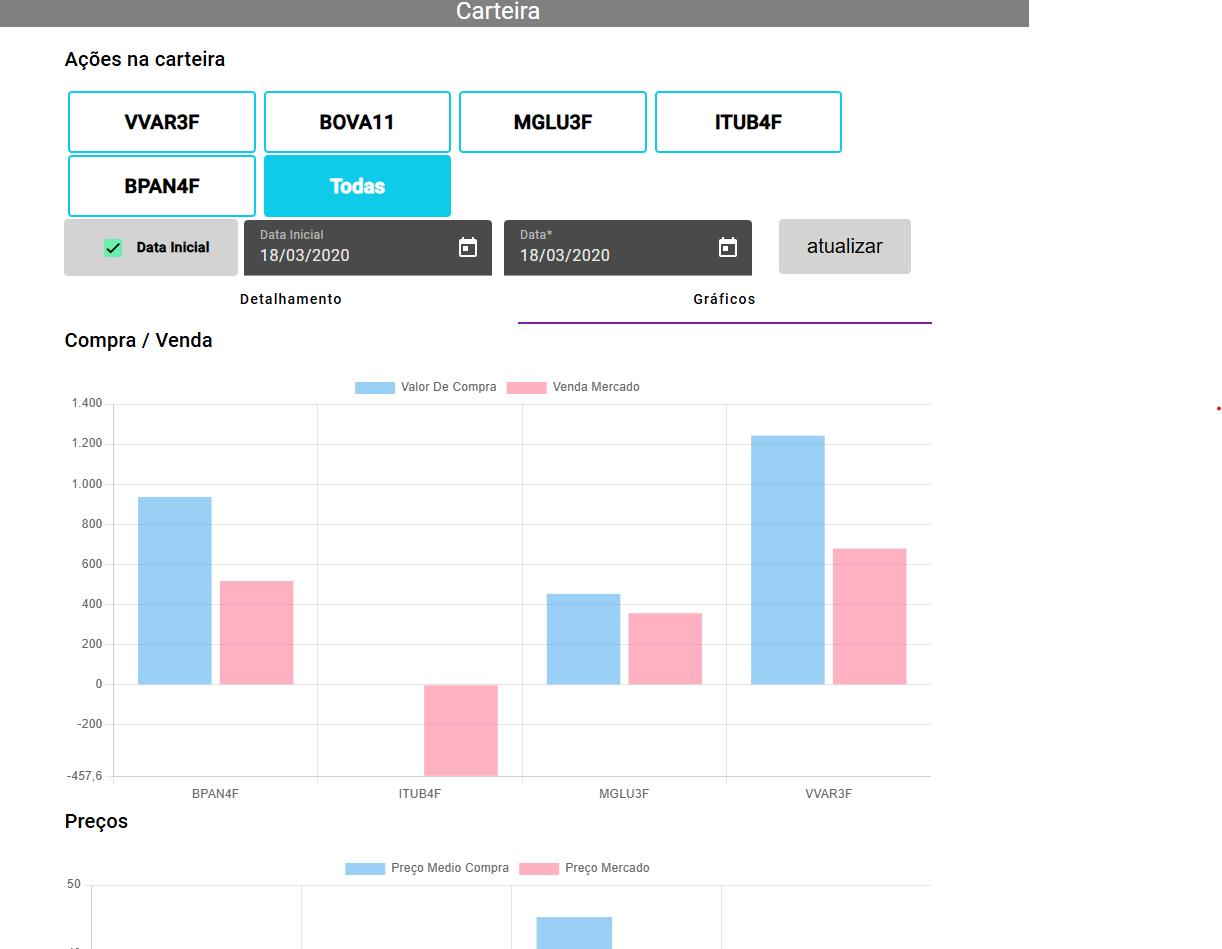 Carteira
Ações na carteira
VVAR3F BOVA11 MGLU3F ITUB4F
BPAN4F Todas
Data Inicial Data Inicial 18/03/2020 Data* 18/03/2020 atualizar
Detalhamento Gráficos
Compra / Venda
Valor De Compra Venda Mercado
1.400
1.200
1.000
800
600
400
200
0
-200
-457,6
BPAN4F ITUB4F MGLU3F VVAR3F
Preços
Preço Medio Compra Preço Mercado
50